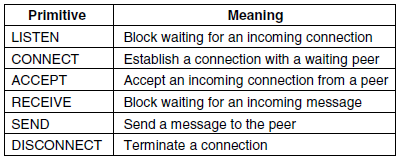 Primitive Meaning
LISTEN Block waiting for an incoming connection
CONNECT Establish a connection with a waiting peer
ACCEPT Accept an incoming connection from a peer
RECEIVE Block waiting for an incoming message
SEND Send a message to the peer
DISCONNECT Terminate a connection